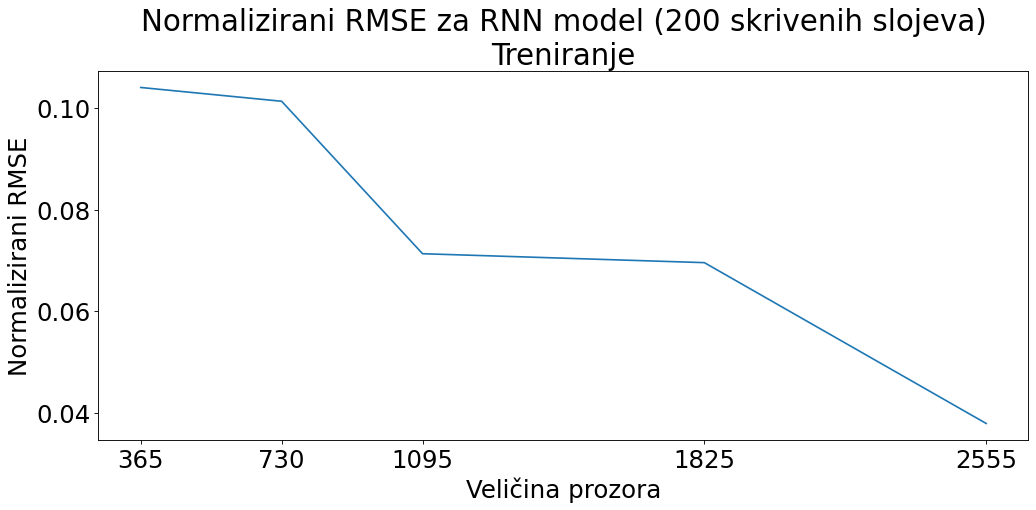 Normalizirani RMSE za RNN model (200 skrivenih slojeva)
Treniranje
Normalizirani RMSE
0.10
0.08
0.06
0.04
365 730 1095 1825 2555
Veličina prozora